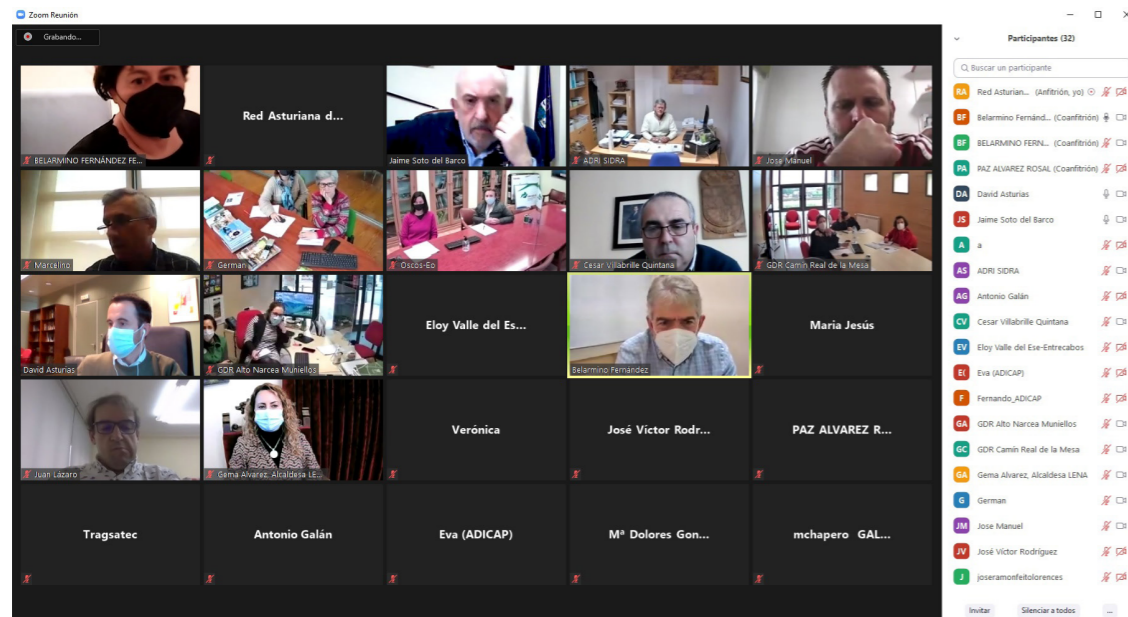 Zoom Reunión
Grabando...
BELARMINO FERNÁNDEZ FE...
Red Asturiana d...
Jaime Soto del Barco
ADRI SIDRA
Jose Manuel
Marcelino
German
Oscos-Eo
Cesar Villabrille Quintana
GDR Camin Real de la Mesa
David Asturias
GDR Alto Narcea Muniellos
Eloy Valle del Es...
Belarmino Fernández
Maria Jesús
Juan Lázaro
Gema Alvarez, Alcaldesa LE...
Verónica
José Víctor Rodr...
PAZ ALVAREZ R...
Tragsatec
Antonio Galán
Eva (ADICAP)
Mª Dolores Gon...
mchapero GAL...
Participantes (32)
Buscar un participante
RA Red Asturian... (Anfitrión, yo)
BF Belarmino Fernánd... (Coanfitrión)
BF BELARMINO FERN... (Coanfitrión)
PA PAZ ALVAREZ ROSAL (Coanfitrión)
DA David Asturias
JS Jaime Soto del Barco
A a
AS ADRI SIDRA
AG Antonio Galán
CV Cesar Villabrille Quintana
EV Eloy Valle del Ese-Entrecabos
E( Eva (ADICAP)
F Fernando_ADICAP
GA GDR Alto Narcea Muniellos
GC GDR Camín Real de la Mesa
GA Gema Alvarez, Alcaldesa LENA
G German
JM Jose Manuel
JV José Víctor Rodríguez
J joseramonfeitolorences
Invitar Silenciar a todos ...